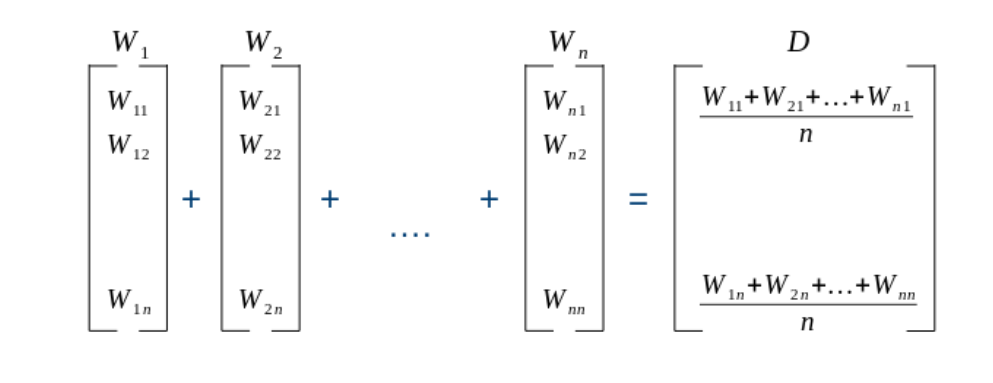 W₁ W₂ Wₙ D
W₁₁ W₂₁ Wₙ₁ W₁₁+W₂₁+...+Wₙ₁
n
W₁₂ W₂₂ Wₙ₂
+ + .... + =
W₁ₙ W₂ₙ Wₙₙ W₁ₙ+W₂ₙ+...+Wₙₙ
n